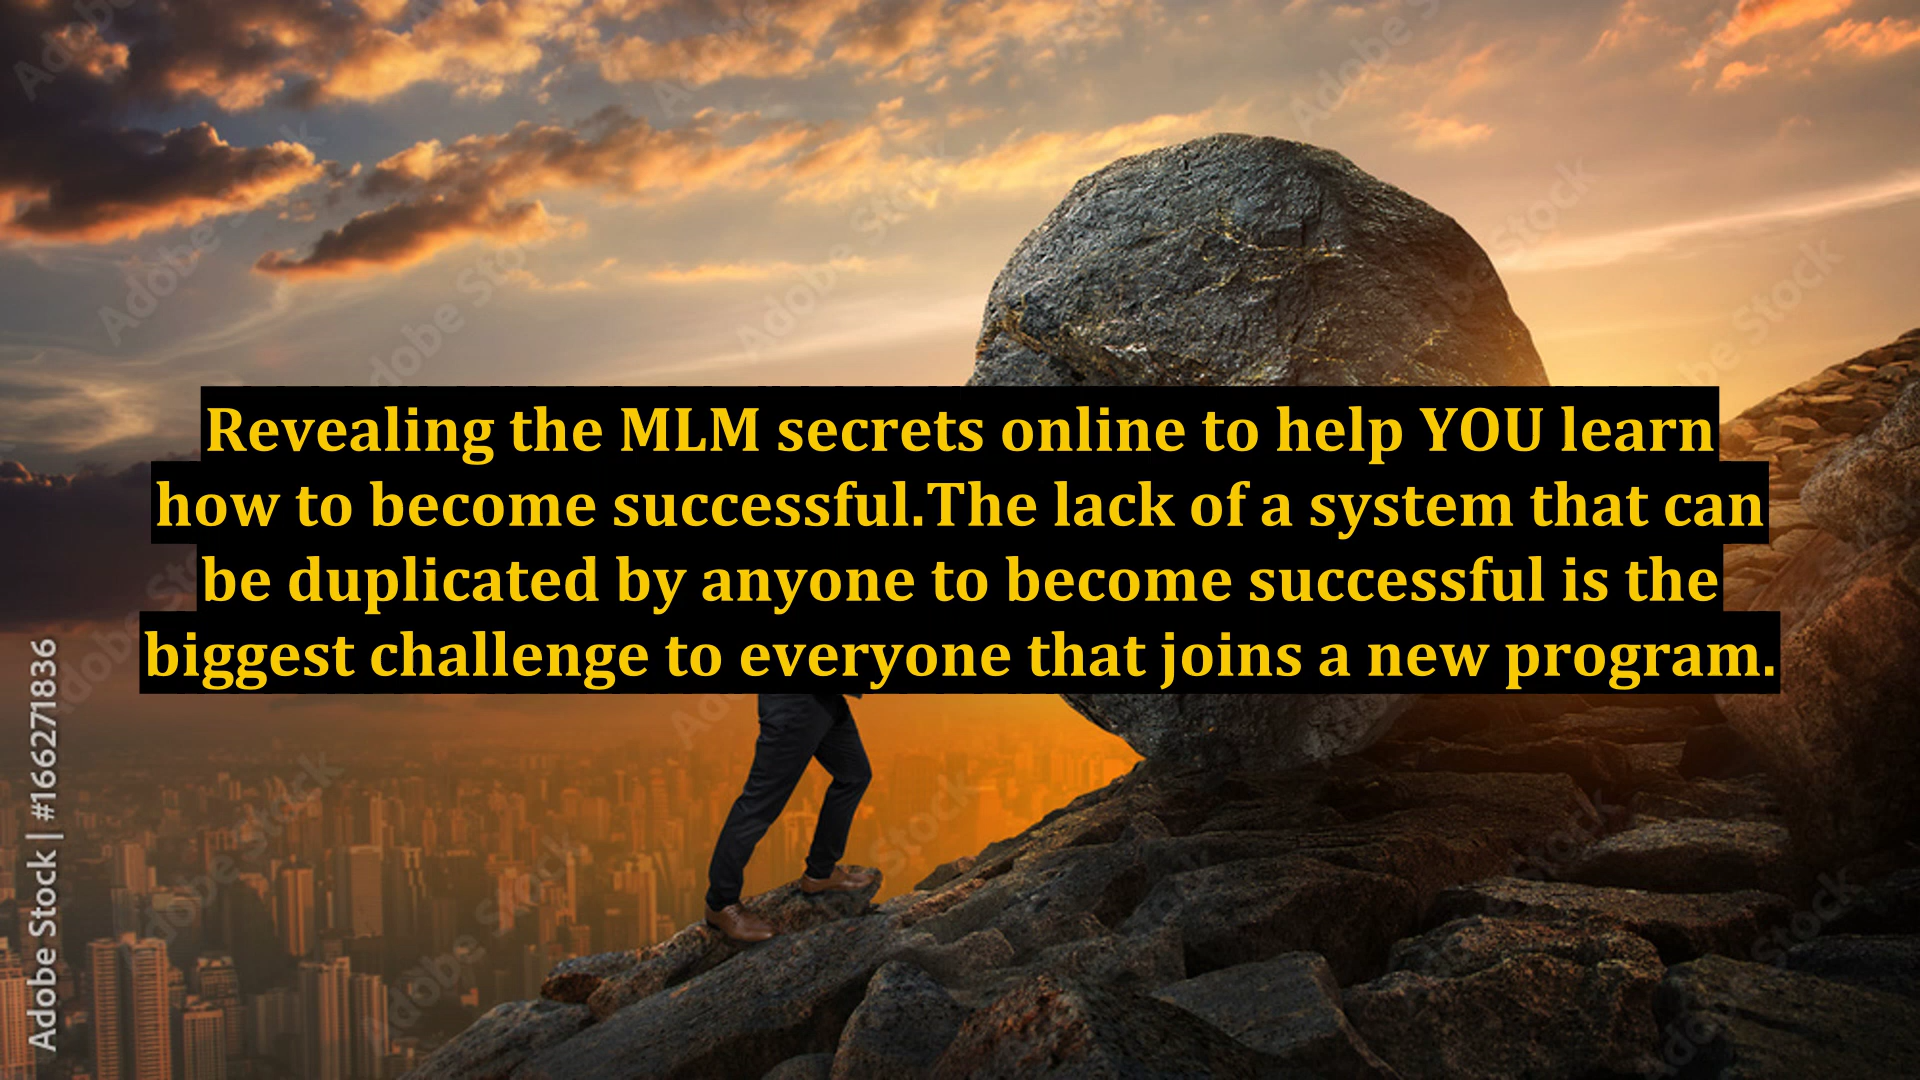 Revealing the MLM secrets online to help YOU learn
how to become successful.The lack of a system that can
be duplicated by anyone to become successful is the
biggest challenge to everyone that joins a new program.
Adobe Stock | #166271836